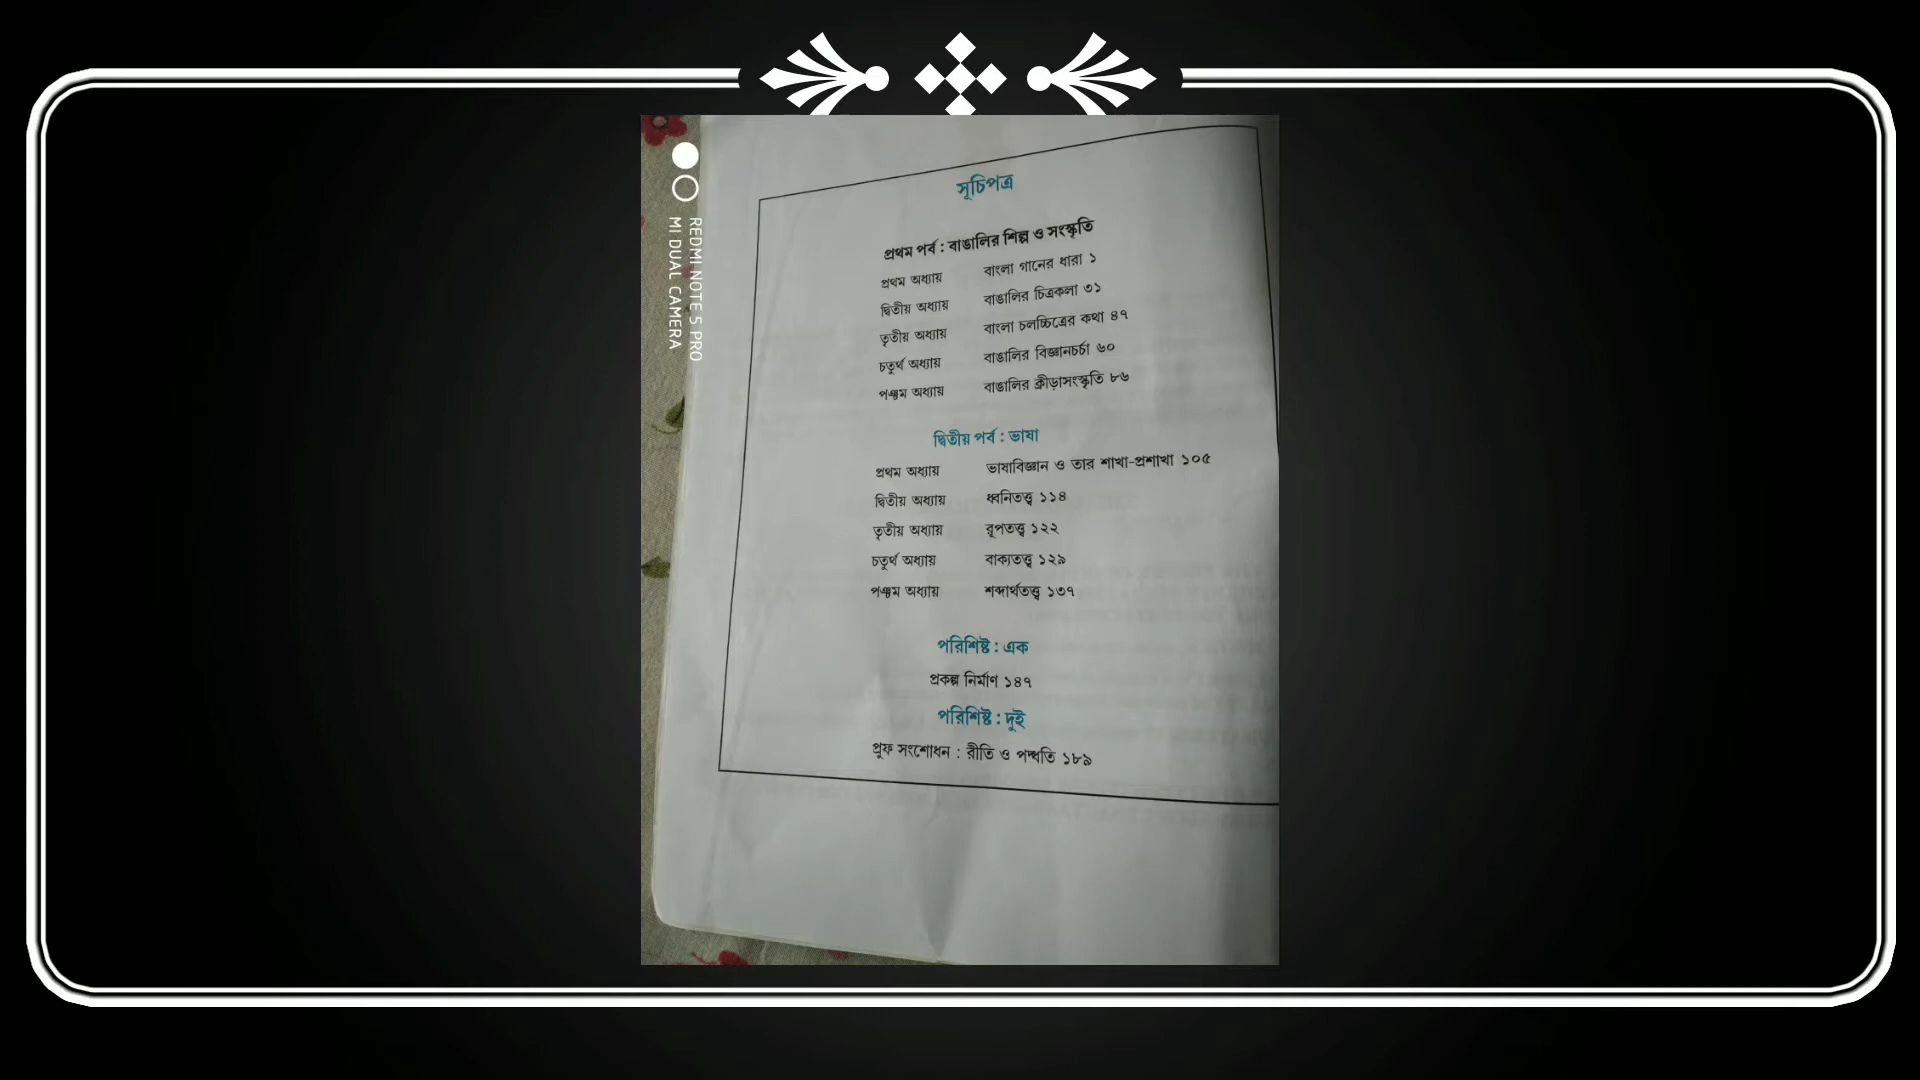 সূচিপত্র
প্রথম পর্ব : বাঙালির শিল্প ও সংস্কৃতি
প্রথম অধ্যায় বাংলা গানের ধারা ১
দ্বিতীয় অধ্যায় বাঙালির চিত্রকলা ৩১
তৃতীয় অধ্যায় বাংলা চলচ্চিত্রের কথা ৪৭
চতুর্থ অধ্যায় বাঙালির বিজ্ঞানচর্চা ৬০
পঞ্চম অধ্যায় বাঙালির ক্রীড়াসংস্কৃতি ৮৬
দ্বিতীয় পর্ব : ভাষা
প্রথম অধ্যায় ভাষাবিজ্ঞান ও তার শাখা-প্রশাখা ১০৫
দ্বিতীয় অধ্যায় ধ্বনিতত্ত্ব ১১৪
তৃতীয় অধ্যায় রূপতত্ত্ব ১২২
চতুর্থ অধ্যায় বাক্যতত্ত্ব ১২৯
পঞ্চম অধ্যায় শব্দার্থতত্ত্ব ১৩৭
পরিশিষ্ট : এক
প্রকল্প নির্মাণ ১৪৭
পরিশিষ্ট : দুই
প্রুফ সংশোধন : রীতি ও পদ্ধতি ১৮৯
REDMI NOTE 5 PRO
MI DUAL CAMERA